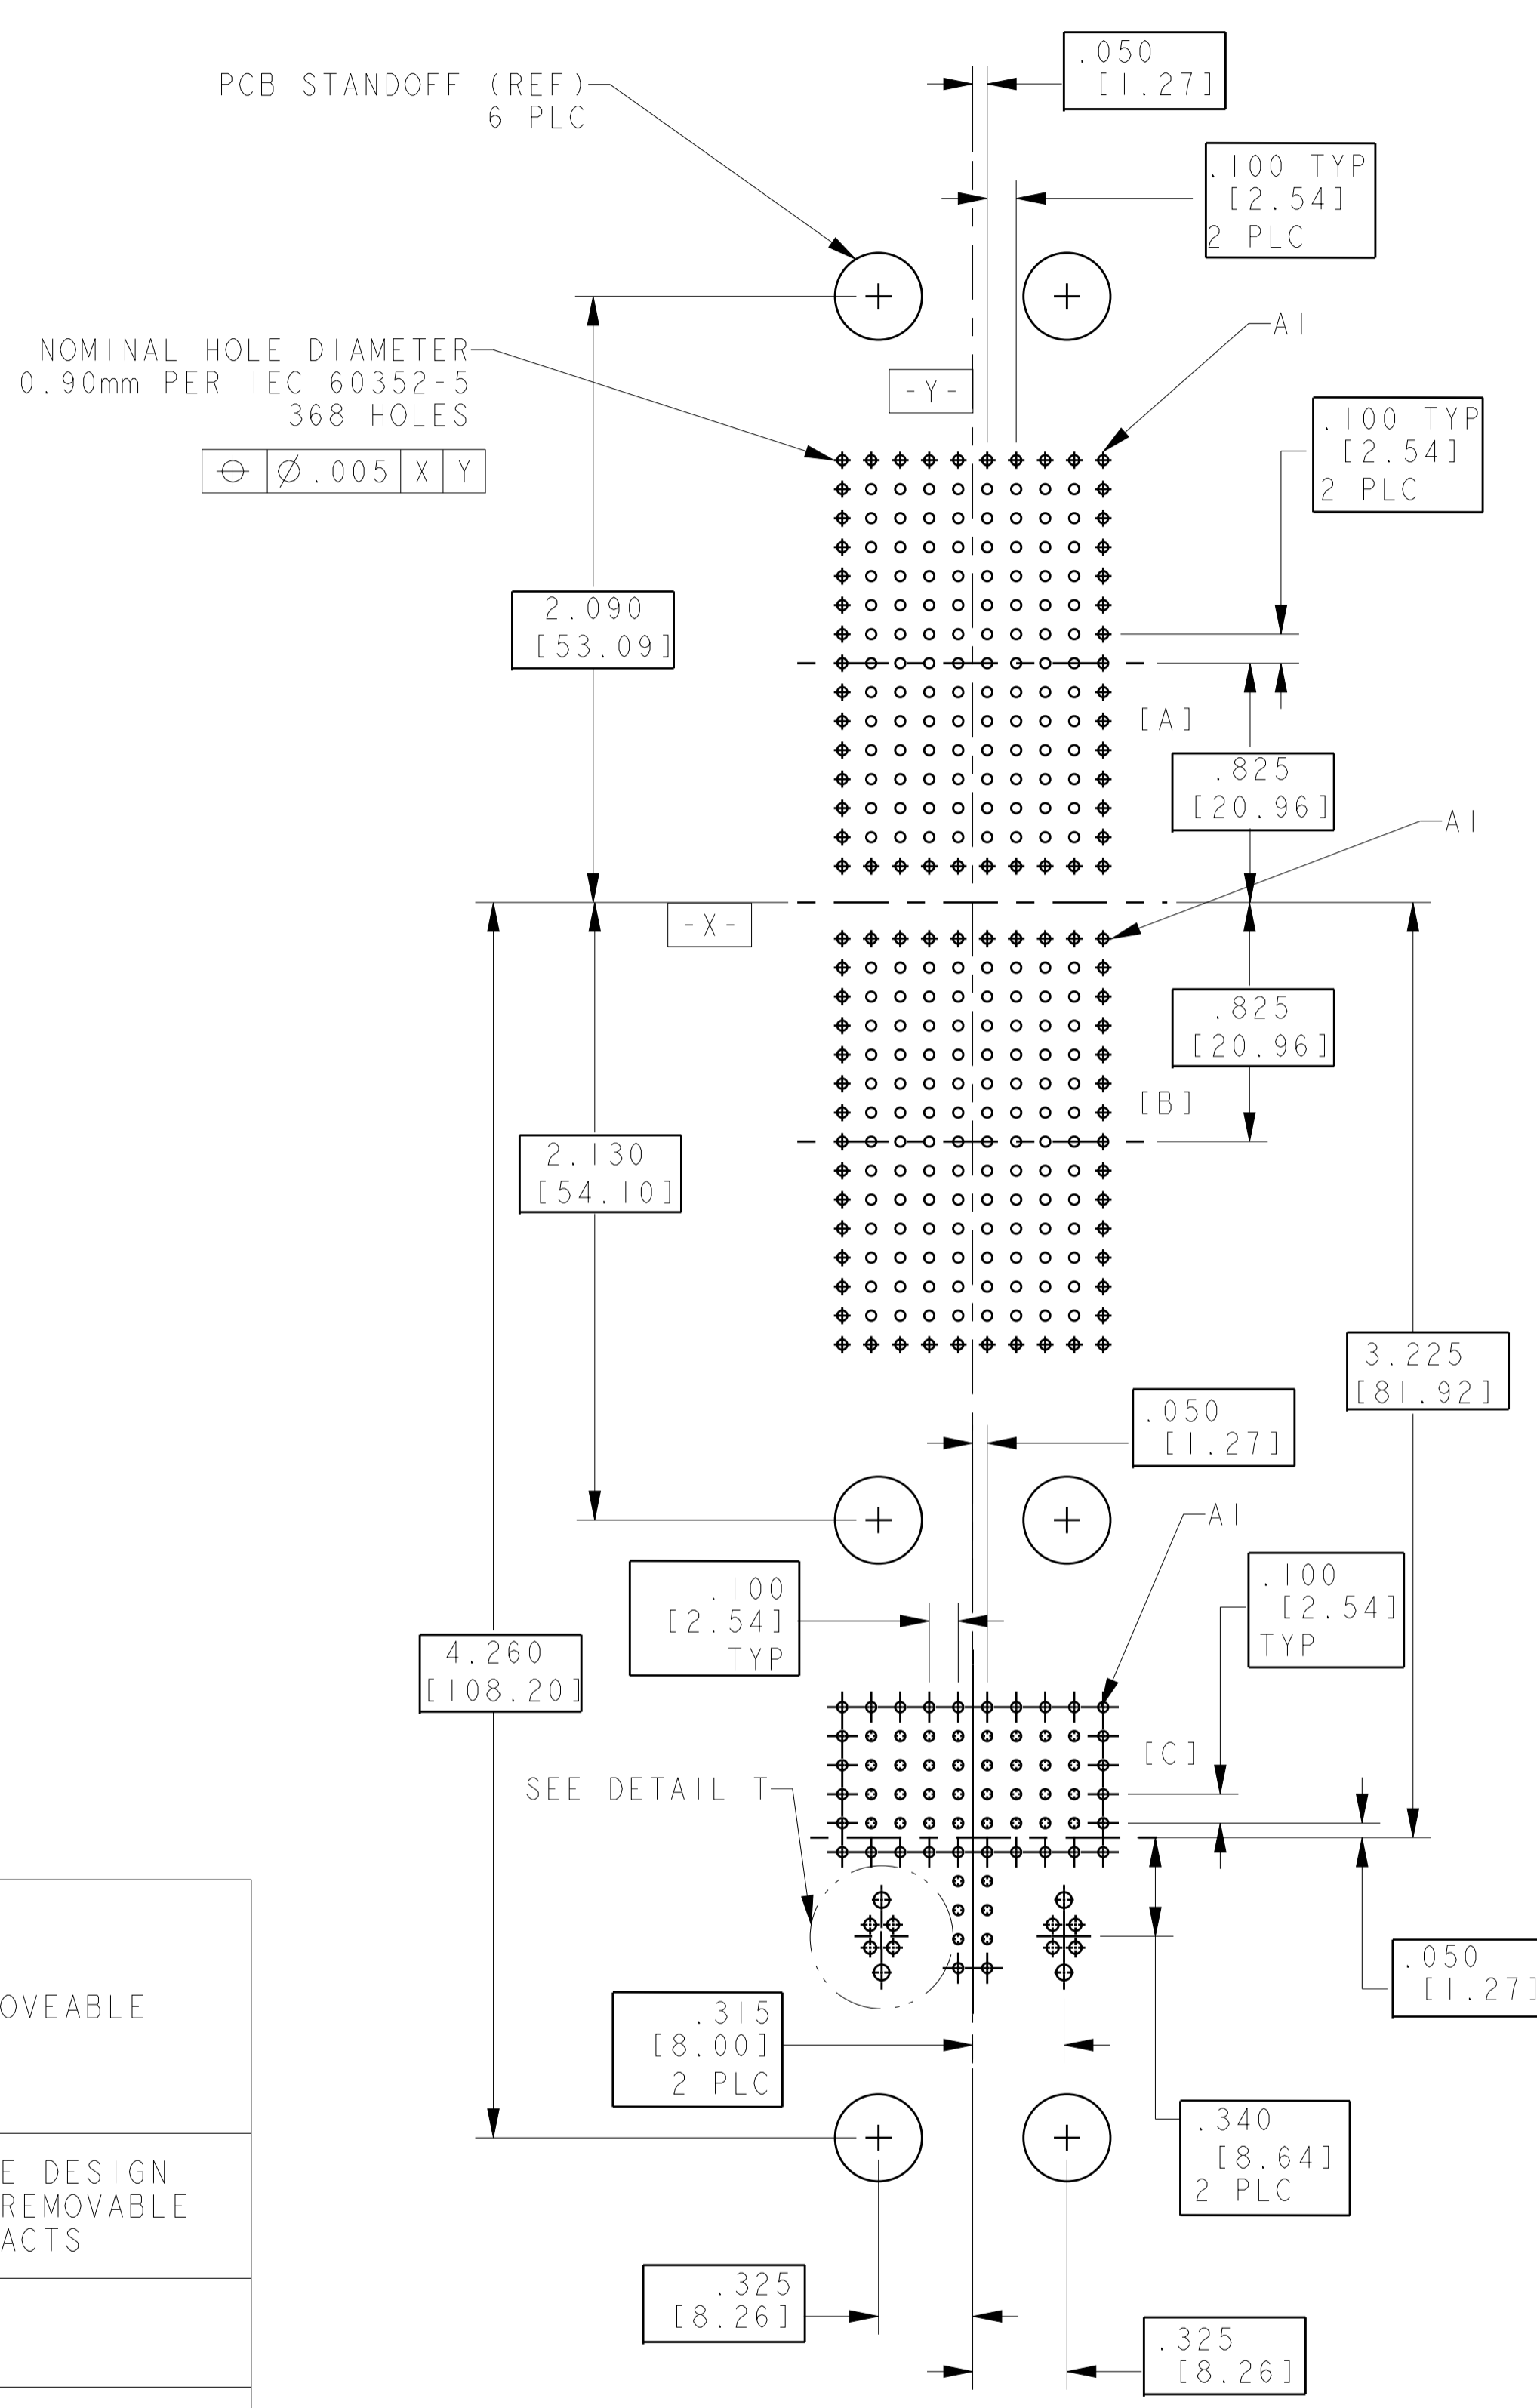 .050
[1.27]
PCB STANDOFF (REF)
6 PLC
.100 TYP
[2.54]
2 PLC
A1
NOMINAL HOLE DIAMETER
0.90mm PER IEC 60352-5
368 HOLES
⌖ ⌀.005 X Y
-Y-
.100 TYP
[2.54]
2 PLC
2.090
[53.09]
[A]
.825
[20.96]
A1
-X-
.825
[20.96]
[B]
2.130
[54.10]
3.225
[81.92]
.050
[1.27]
A1
.100
[2.54]
TYP
.100
[2.54]
TYP
4.260
[108.20]
[C]
SEE DETAIL T
.050
[1.27]
OVEABLE
.315
[8.00]
2 PLC
.340
[8.64]
2 PLC
E DESIGN
REMOVABLE
ACTS
.325
[8.26]
.325
[8.26]